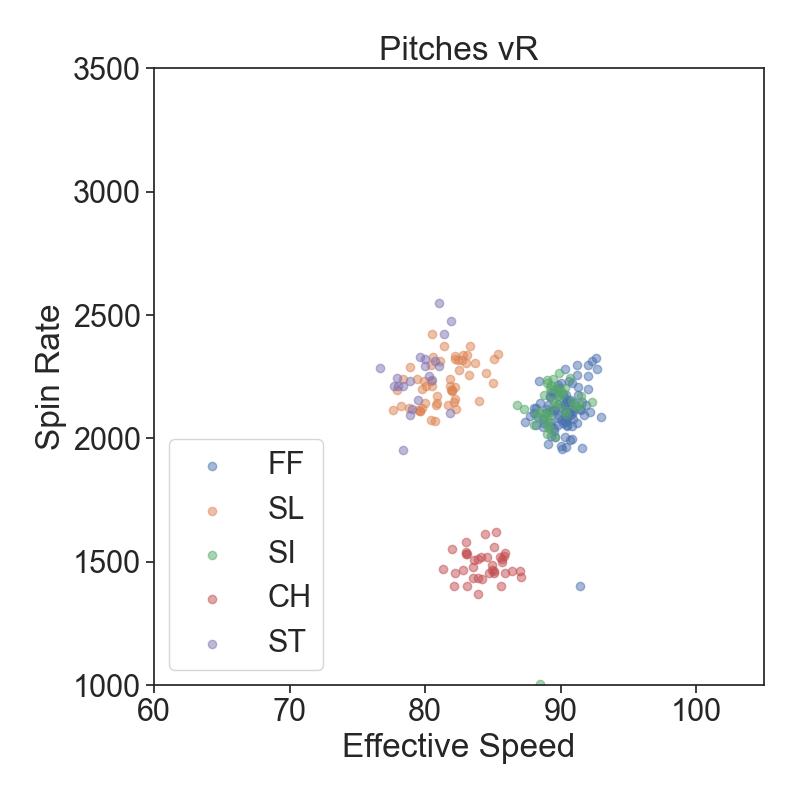 Pitches vR
3500
3000
2500
2000
1500
1000
Spin Rate
FF
SL
SI
CH
ST
60 70 80 90 100
Effective Speed